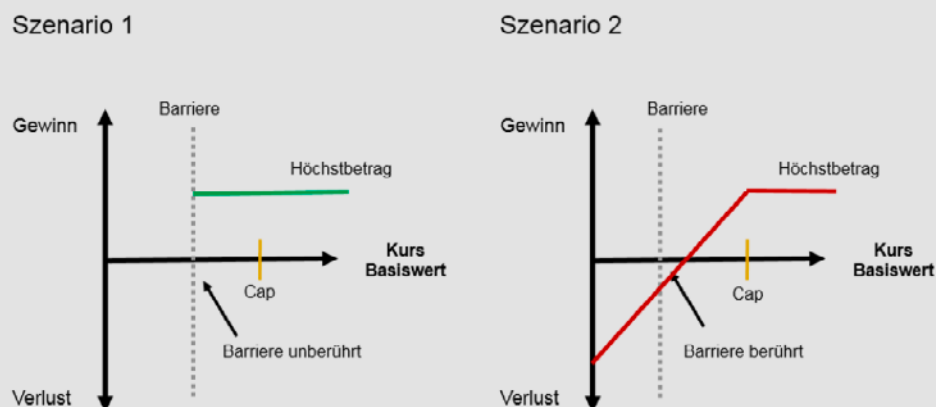 Szenario 1
Barriere
Gewinn
Höchstbetrag
Kurs
Basiswert
Cap
Barriere unberührt
Verlust
Szenario 2
Barriere
Gewinn
Höchstbetrag
Kurs
Basiswert
Cap
Barriere berührt
Verlust